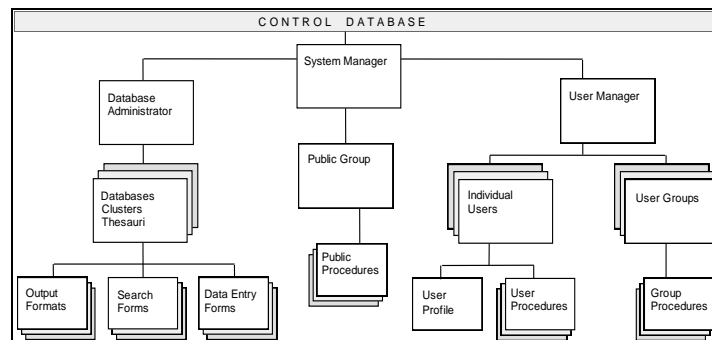 CONTROL DATABASE
System Manager
Database
Administrator
User Manager
Public Group
Databases
Clusters
Thesauri
Individual
Users
User Groups
Public
Procedures
Output
Formats
Search
Forms
Data Entry
Forms
User
Profile
User
Procedures
Group
Procedures